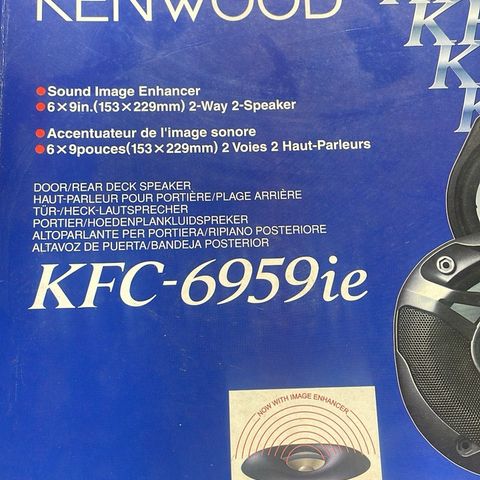 KENWOOD
Sound Image Enhancer
6×9in.(153×229mm) 2-Way 2-Speaker
Accentuateur de l'image sonore
6×9pouces(153×229mm) 2 Voies 2 Haut-Parleurs
DOOR/REAR DECK SPEAKER
HAUT-PARLEUR POUR PORTIÈRE/PLAGE ARRIÈRE
TÜR-/HECK-LAUTSPRECHER
PORTIER/HOEDENPLANKLUIDSPREKER
ALTOPARLANTE PER PORTIERA/RIPIANO POSTERIORE
ALTAVOZ DE PUERTA/BANDEJA POSTERIOR
KFC-6959ie
NOW WITH IMAGE ENHANCER